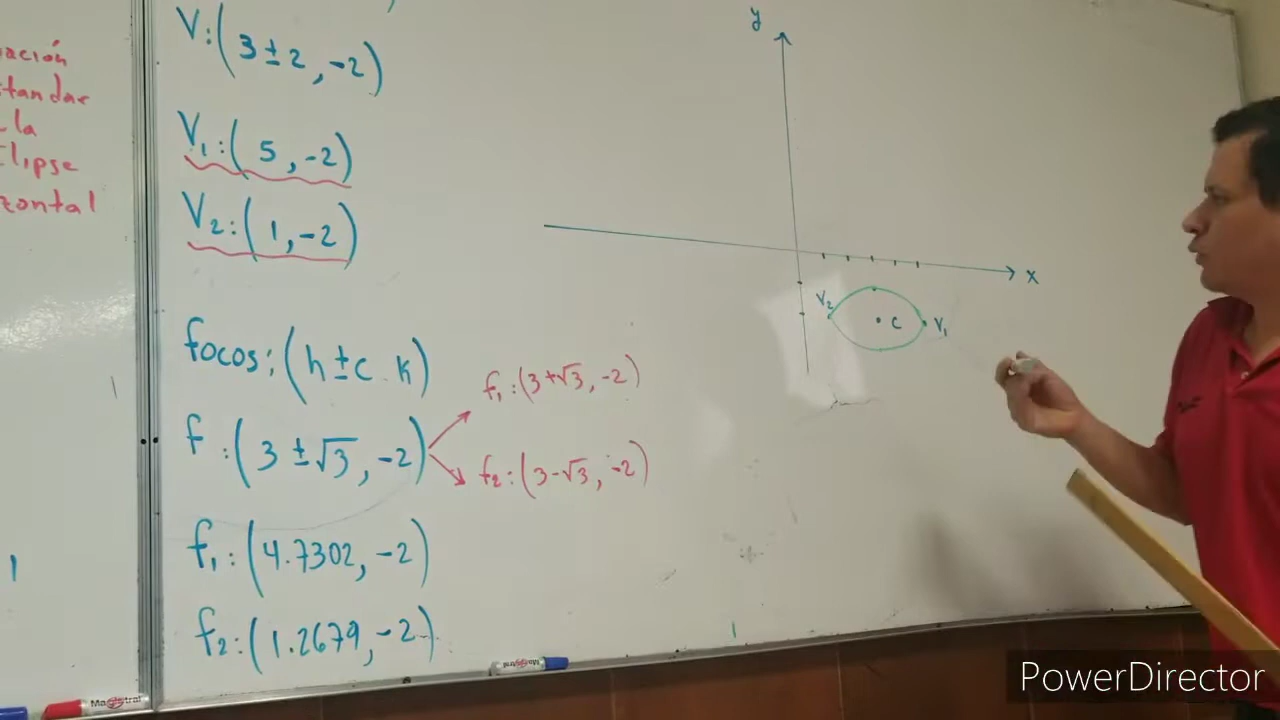 ación
tandar
la
lipse
zontal
V:(3±2, -2)
V₁:(5, -2)
V₂:(1, -2)
focos:(h±c k)
f:(3±√3, -2)
f₁:(3+√3, -2)
f₂:(3-√3, -2)
f₁:(4.7302, -2)
f₂:(1.2679, -2)
y
x
V₂
C
V₁
Magistral
PowerDirector